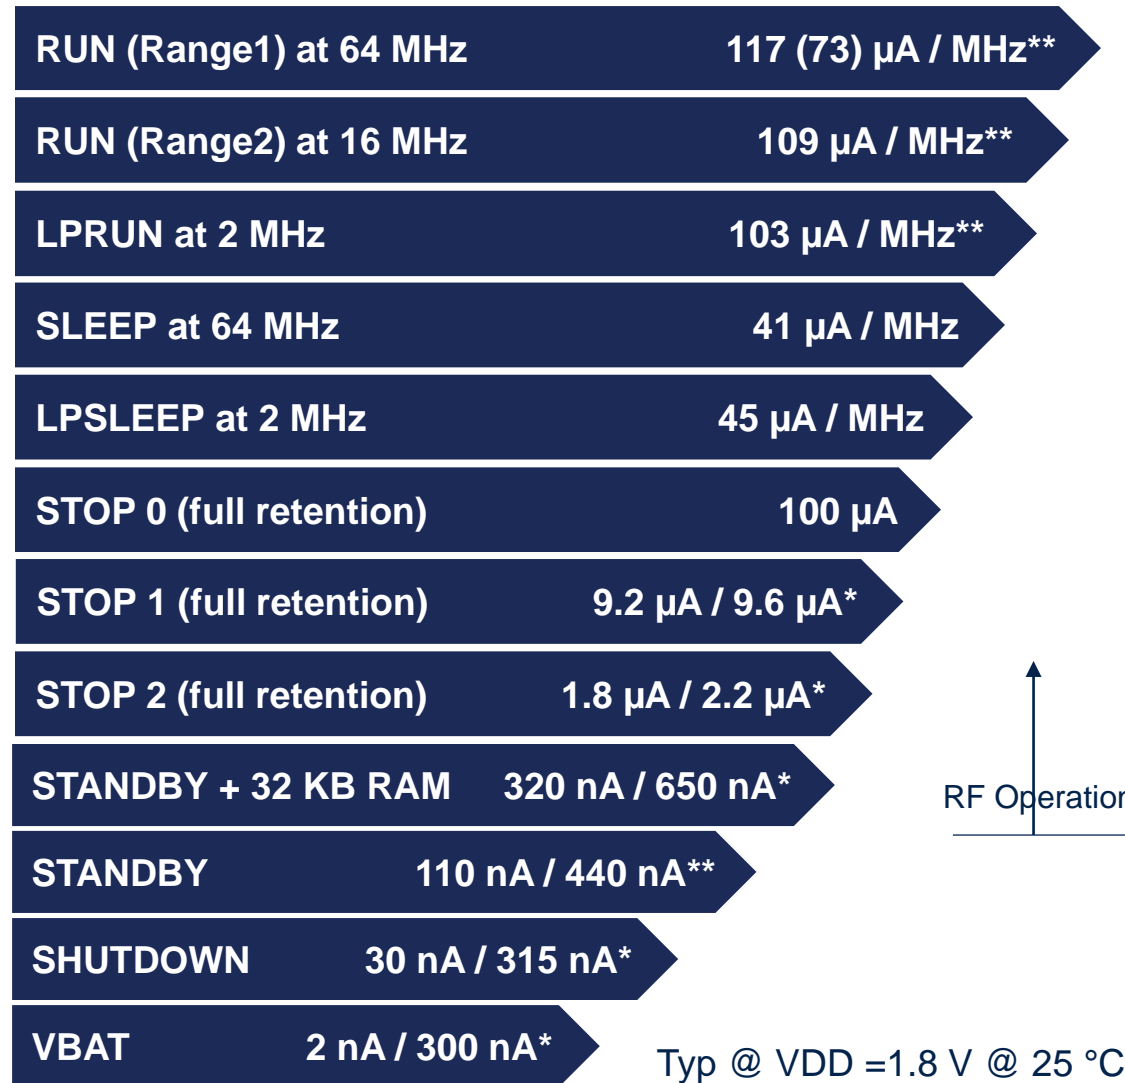 RUN (Range1) at 64 MHz 117 (73) µA / MHz**
RUN (Range2) at 16 MHz 109 µA / MHz**
LPRUN at 2 MHz 103 µA / MHz**
SLEEP at 64 MHz 41 µA / MHz
LPSLEEP at 2 MHz 45 µA / MHz
STOP 0 (full retention) 100 µA
STOP 1 (full retention) 9.2 µA / 9.6 µA*
STOP 2 (full retention) 1.8 µA / 2.2 µA*
STANDBY + 32 KB RAM 320 nA / 650 nA*
RF Operation
STANDBY 110 nA / 440 nA**
SHUTDOWN 30 nA / 315 nA*
VBAT 2 nA / 300 nA*
Typ @ VDD =1.8 V @ 25 °C